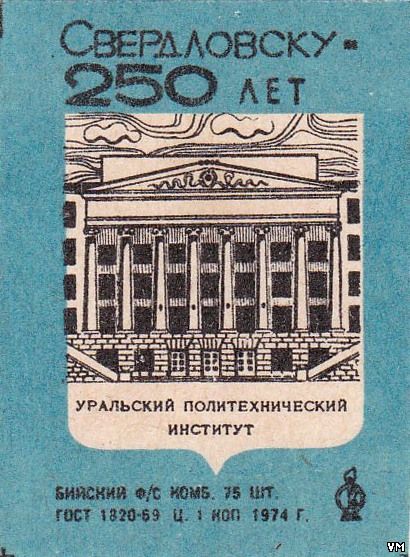 Свердловску-
250 лет
УРАЛЬСКИЙ ПОЛИТЕХНИЧЕСКИЙ
ИНСТИТУТ
БИЙСКИЙ Ф/С КОМБ. 75 ШТ.
ГОСТ 1820-69 Ц. 1 КОП 1974 Г.
VM